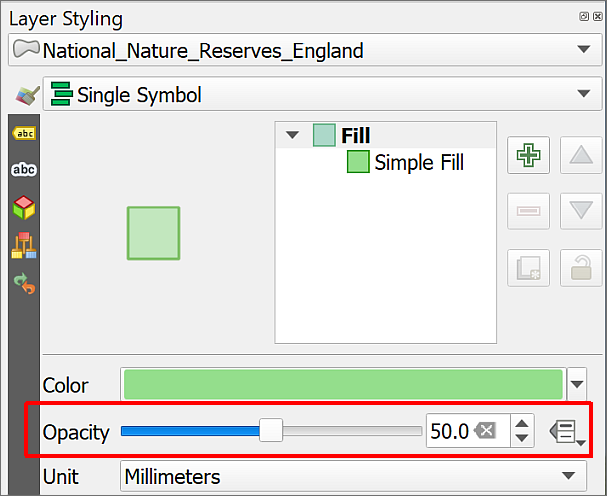 Layer Styling
National_Nature_Reserves_England
Single Symbol
abc
abc
Fill
Simple Fill
Color
Opacity 50.0
Unit Millimeters